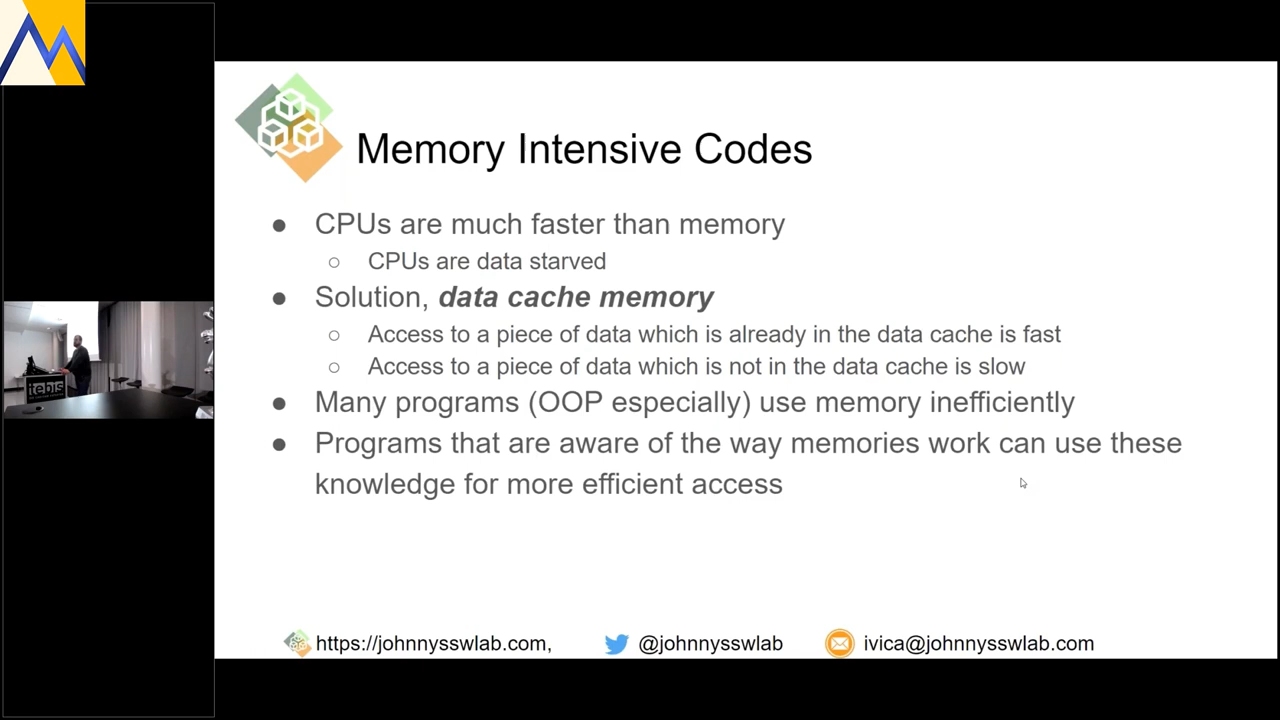 Memory Intensive Codes
● CPUs are much faster than memory
○ CPUs are data starved
● Solution, data cache memory
○ Access to a piece of data which is already in the data cache is fast
○ Access to a piece of data which is not in the data cache is slow
● Many programs (OOP especially) use memory inefficiently
● Programs that are aware of the way memories work can use these
knowledge for more efficient access
tebis
https://johnnysswlab.com, @johnnysswlab ivica@johnnysswlab.com